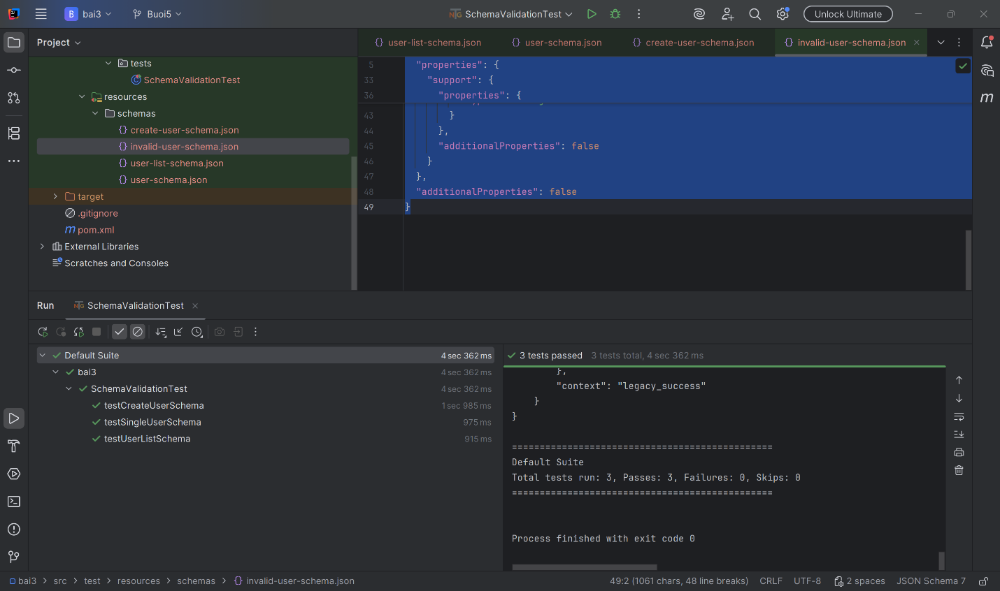 B bai3 Buoi5 SchemaValidationTest Unlock Ultimate
Project
user-list-schema.json user-schema.json create-user-schema.json invalid-user-schema.json
tests
SchemaValidationTest
resources
schemas
create-user-schema.json
invalid-user-schema.json
user-list-schema.json
user-schema.json
target
.gitignore
pom.xml
External Libraries
Scratches and Consoles
5 "properties": {
33 "support": {
36 "properties": {
43 }
44 },
45 "additionalProperties": false
46 }
47 },
48 "additionalProperties": false
49 }
Run SchemaValidationTest
Default Suite 4 sec 362 ms
bai3 4 sec 362 ms
SchemaValidationTest 4 sec 362 ms
testCreateUserSchema 1 sec 985 ms
testSingleUserSchema 975 ms
testUserListSchema 915 ms
3 tests passed 3 tests total, 4 sec 362 ms
},
"context": "legacy_success"
}
}
===============================================
Default Suite
Total tests run: 3, Passes: 3, Failures: 0, Skips: 0
===============================================
Process finished with exit code 0
bai3 > src > test > resources > schemas > invalid-user-schema.json 49:2 (1061 chars, 48 line breaks) CRLF UTF-8 2 spaces JSON Schema 7